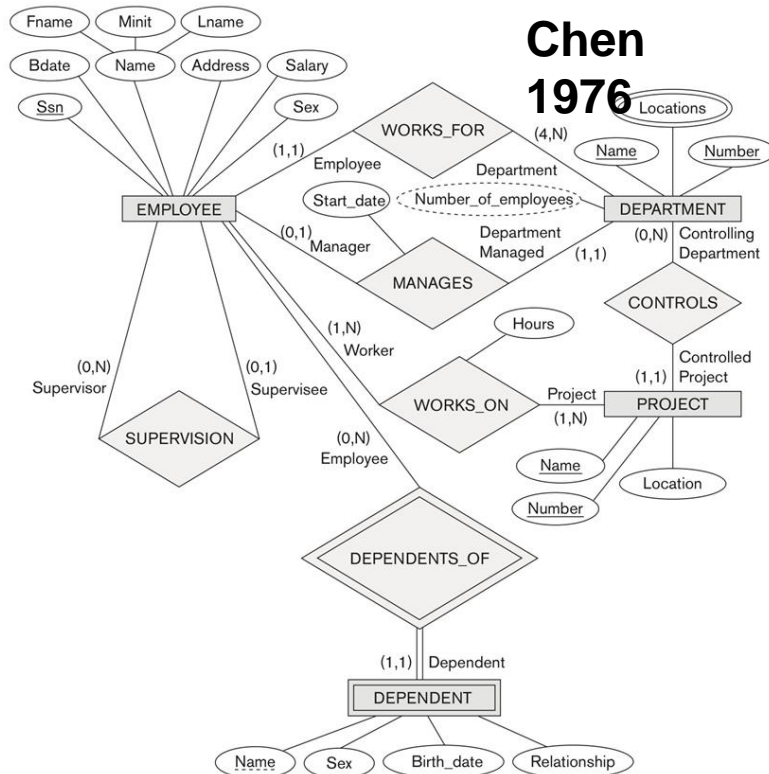 Chen
1976
Fname
Minit
Lname
Bdate
Name
Address
Salary
Ssn
Sex
WORKS_FOR
Locations
(1,1)
Employee
(4,N)
Department
Name
Number
Start_date
Number_of_employees
EMPLOYEE
DEPARTMENT
(0,1)
Manager
MANAGES
Department
Managed
(1,1)
(0,N)
Controlling
Department
CONTROLS
Hours
(1,N)
Worker
(0,N)
Supervisor
(0,1)
Supervisee
SUPERVISION
WORKS_ON
Project
(1,N)
Controlled
Project
(1,1)
PROJECT
(0,N)
Employee
Name
Number
Location
DEPENDENTS_OF
(1,1)
Dependent
DEPENDENT
Name
Sex
Birth_date
Relationship